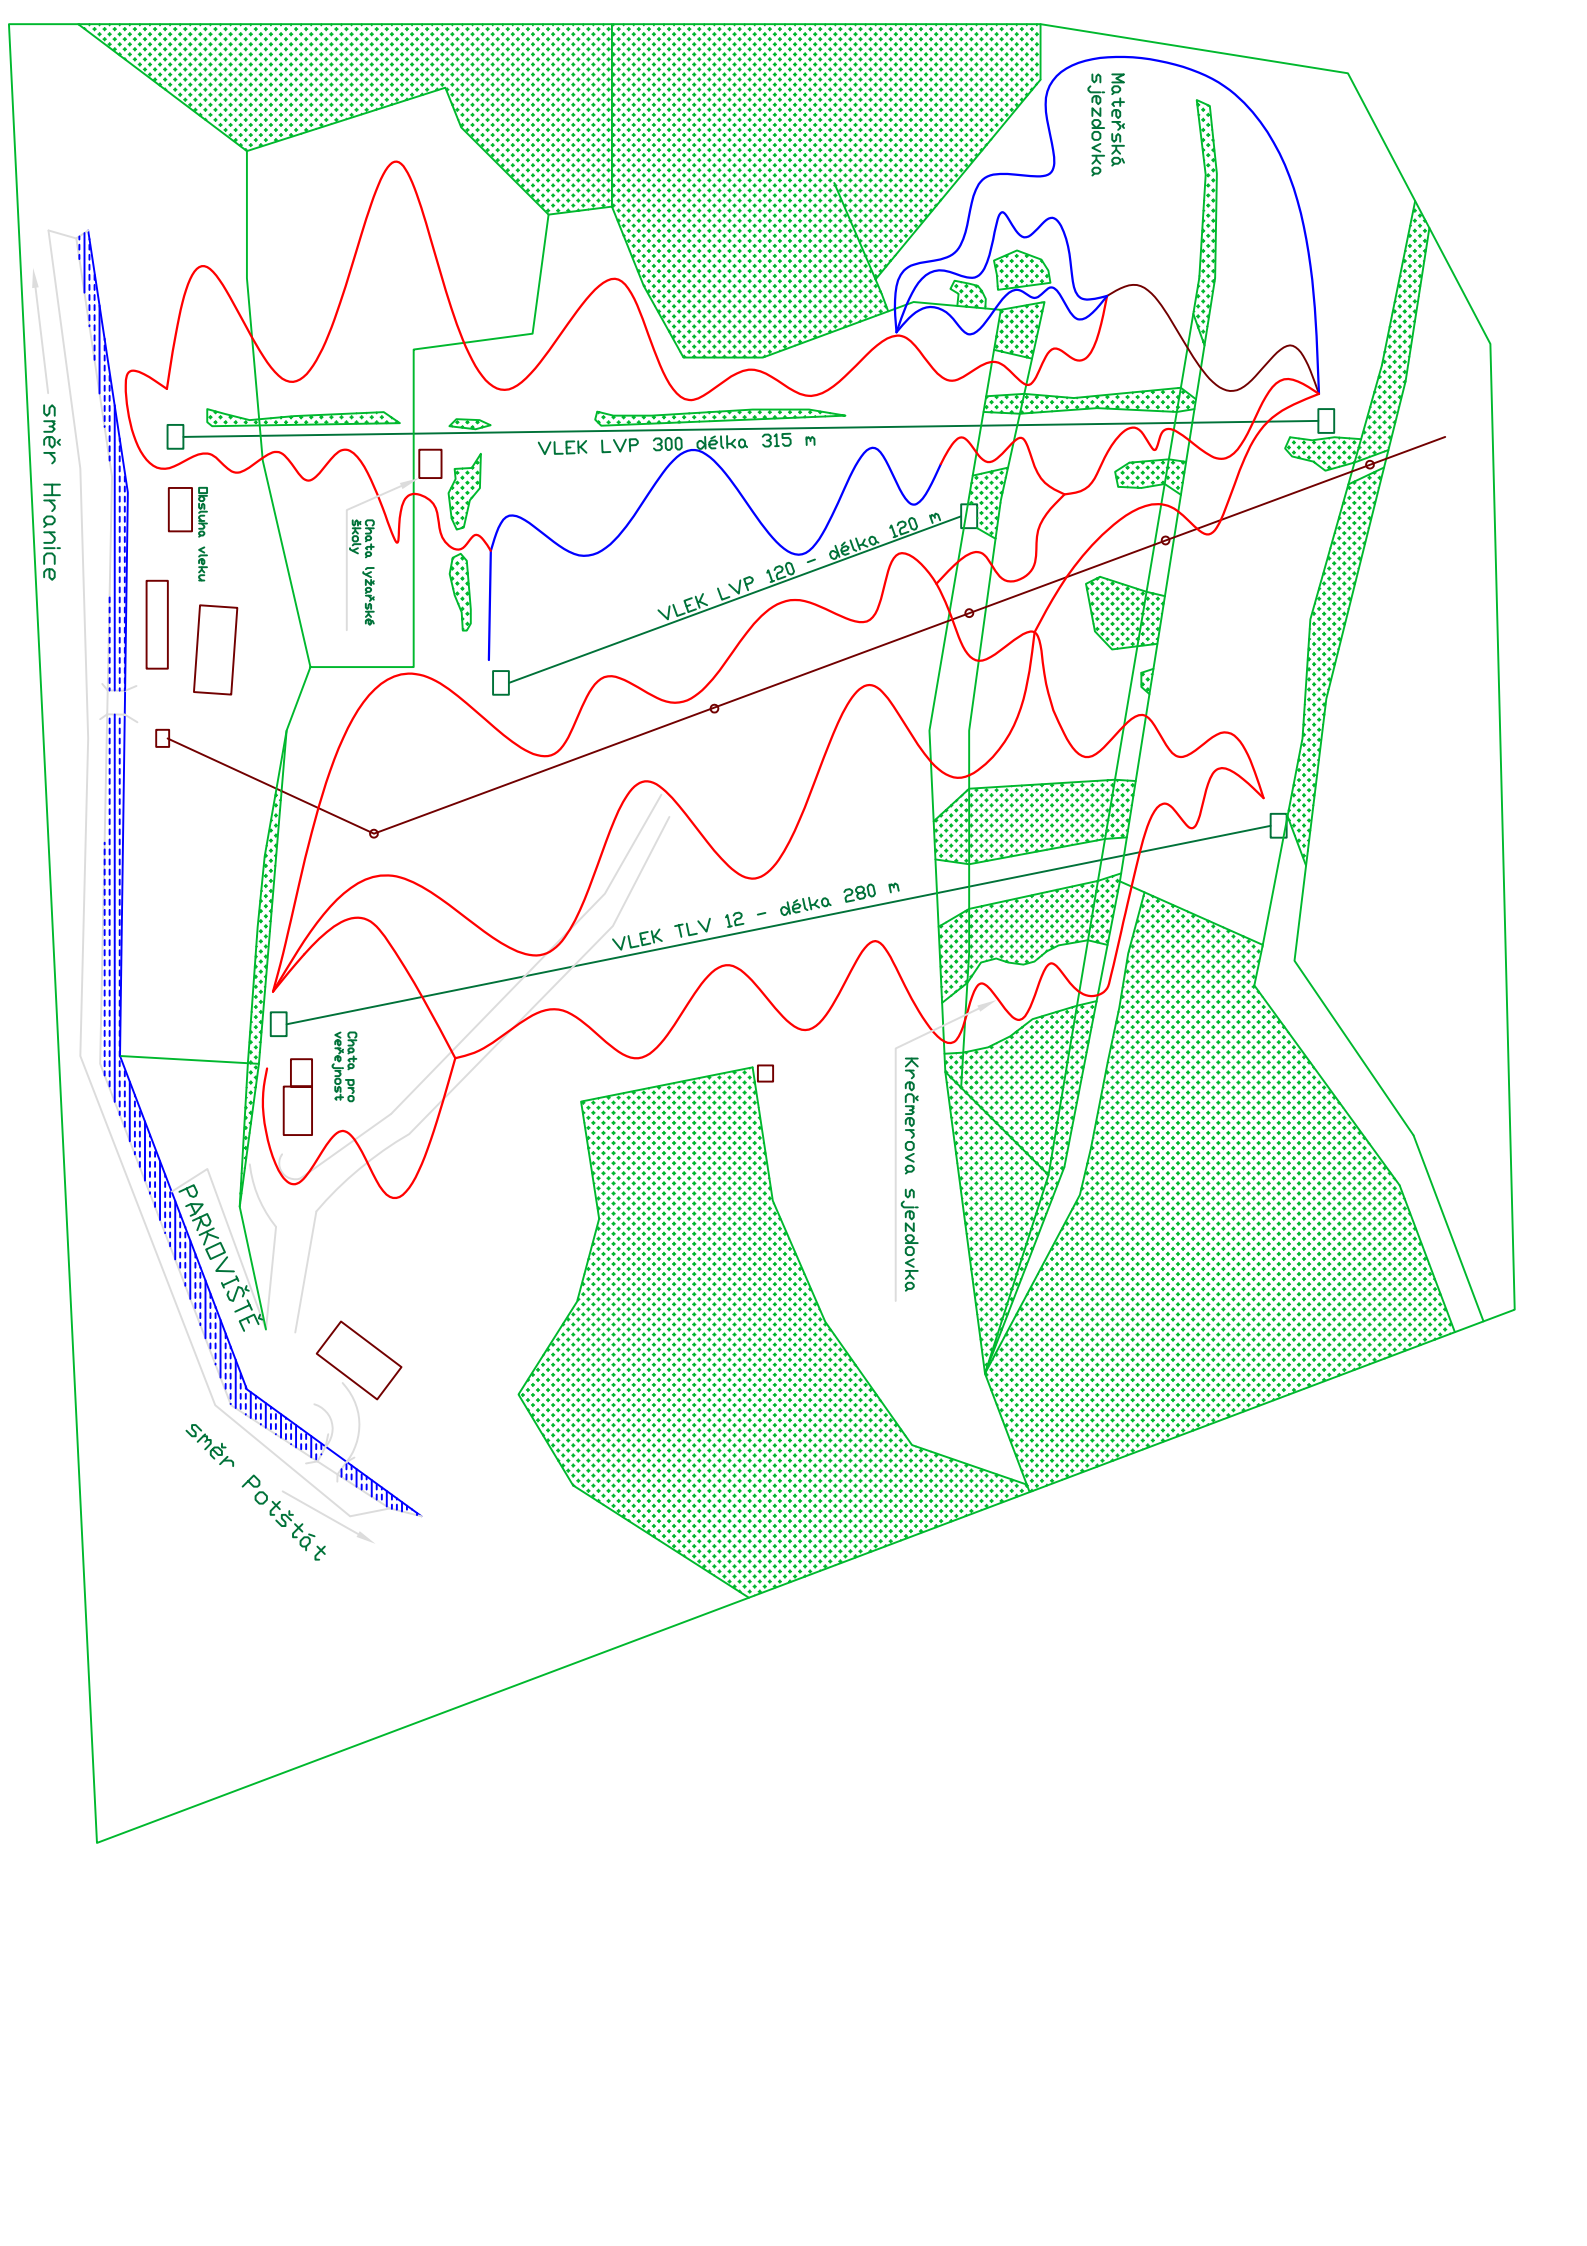 Mateřská
sjezdovka
směr Hranice
VLEK LVP 300 délka 315 m
Obsluha vleku
Chata lyžařské
školy
VLEK LVP 120 - délka 120 m
VLEK TLV 12 - délka 280 m
Chata pro
veřejnost
Krečmerova sjezdovka
PARKOVIŠTĚ
směr Potštát